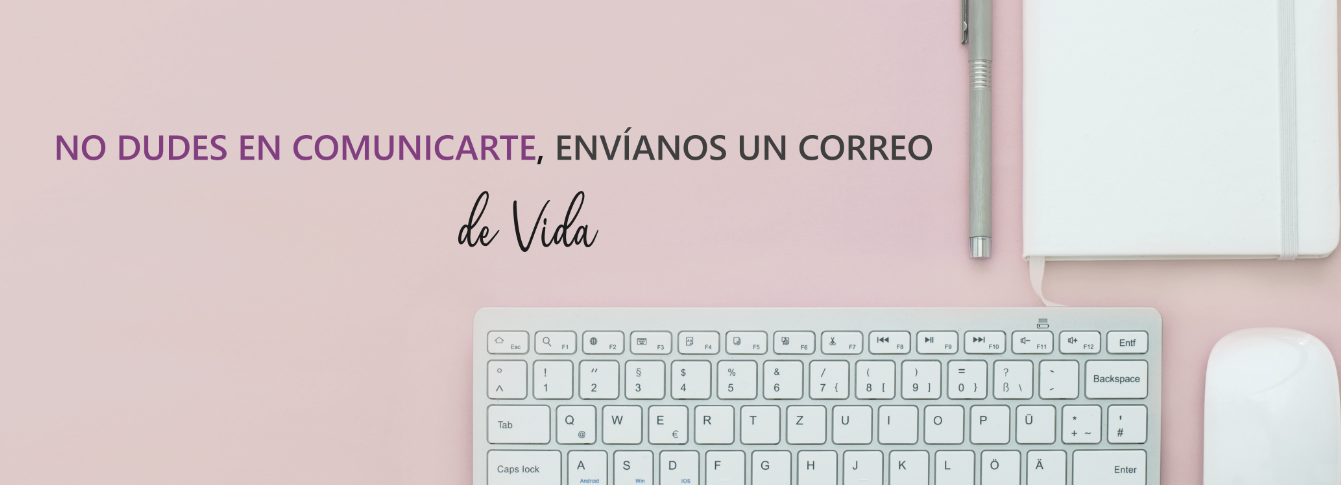 NO DUDES EN COMUNICARTE, ENVÍANOS UN CORREO
de Vida
Esc F1 F2 F3 F4 F5 F6 F7 F8 F9 F10 F11 F12 Entf
° ^ ! 1 " 2 § 3 $ 4 % 5 & 6 / 7 { ( 8 [ ) 9 ] = 0 } ? ß \ ` ´ Backspace
Tab Q @ W E € R T Z U I O P Ü * + ~ ' #
Caps lock A S D F G H J K L Ö Ä Enter
Android Win iOS